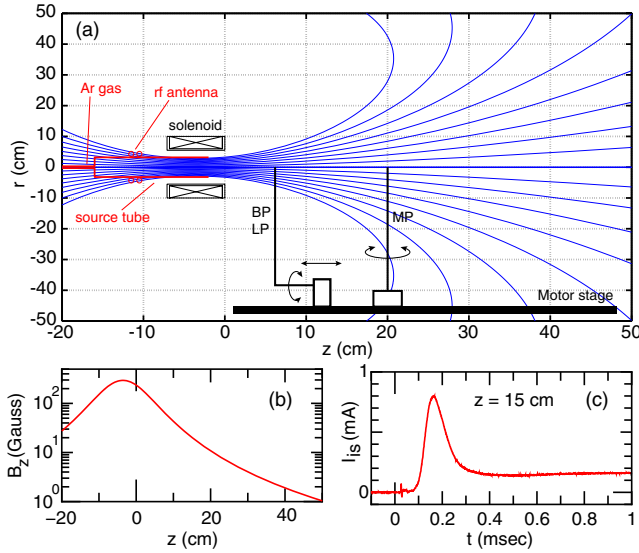 (a)
50
40
30
20
10
0
-10
-20
-30
-40
-50
r (cm)
Ar gas
rf antenna
solenoid
source tube
BP
LP
MP
Motor stage
-20
-10
0
10
20
30
40
50
z (cm)
(b)
10²
10¹
10⁰
B_z(Gauss)
-20
0
20
40
z (cm)
(c)
z = 15 cm
1
0
I_is(mA)
0
0.2
0.4
0.6
0.8
1
t (msec)